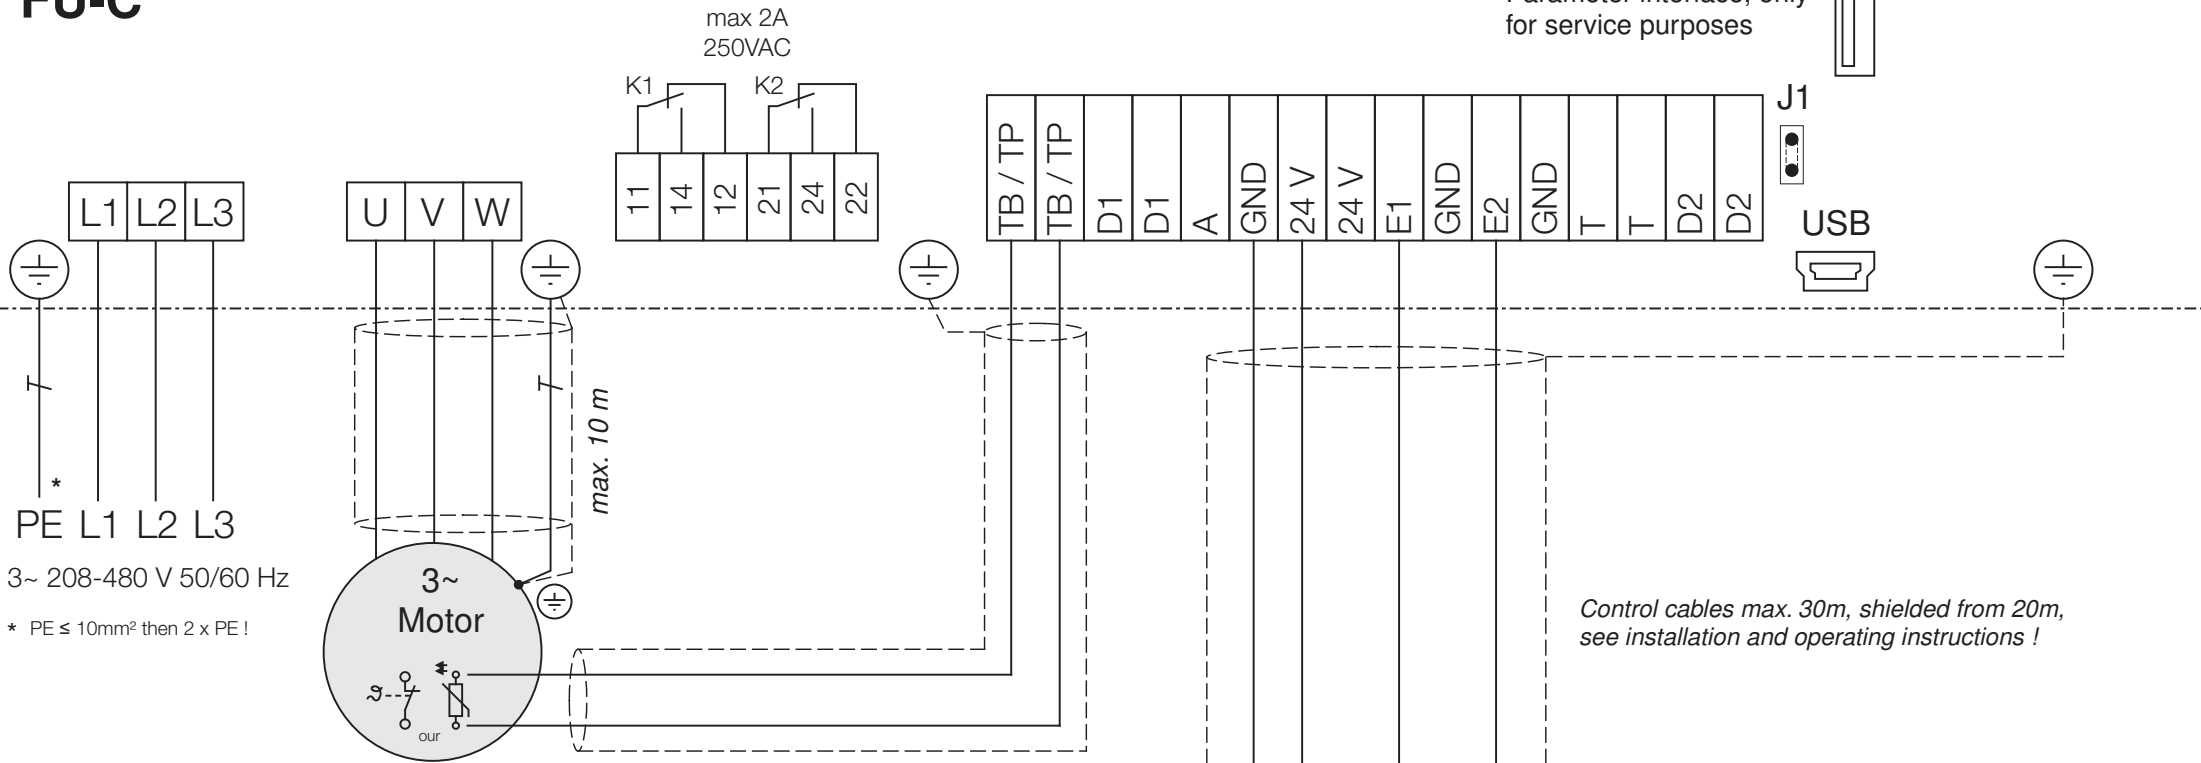 FU-C
max 2A
250VAC
Parameter interface, only
for service purposes
K1
K2
J1
11
14
12
21
24
22
TB / TP
TB / TP
D1
D1
A
GND
24 V
24 V
E1
GND
E2
GND
T
T
D2
D2
L1 L2 L3
U V W
USB
max. 10 m
*
PE L1 L2 L3
3~ 208-480 V 50/60 Hz
* PE ≤ 10mm² then 2 x PE !
3~
Motor
ϑ
our
Control cables max. 30m, shielded from 20m,
see installation and operating instructions !